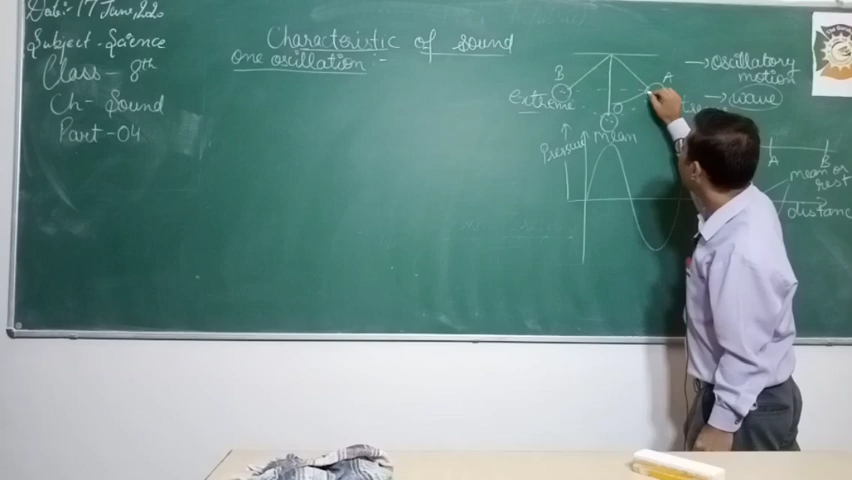 Date:- 17 June, 2020
Subject - Science
Class - 8th
Ch - Sound
Part - 04
Characteristic of sound
one oscillation :-
B
A
extreme
O
mean
→ Oscillatory
motion
→ wave
Pressure
A
B
mean or
rest
distanc